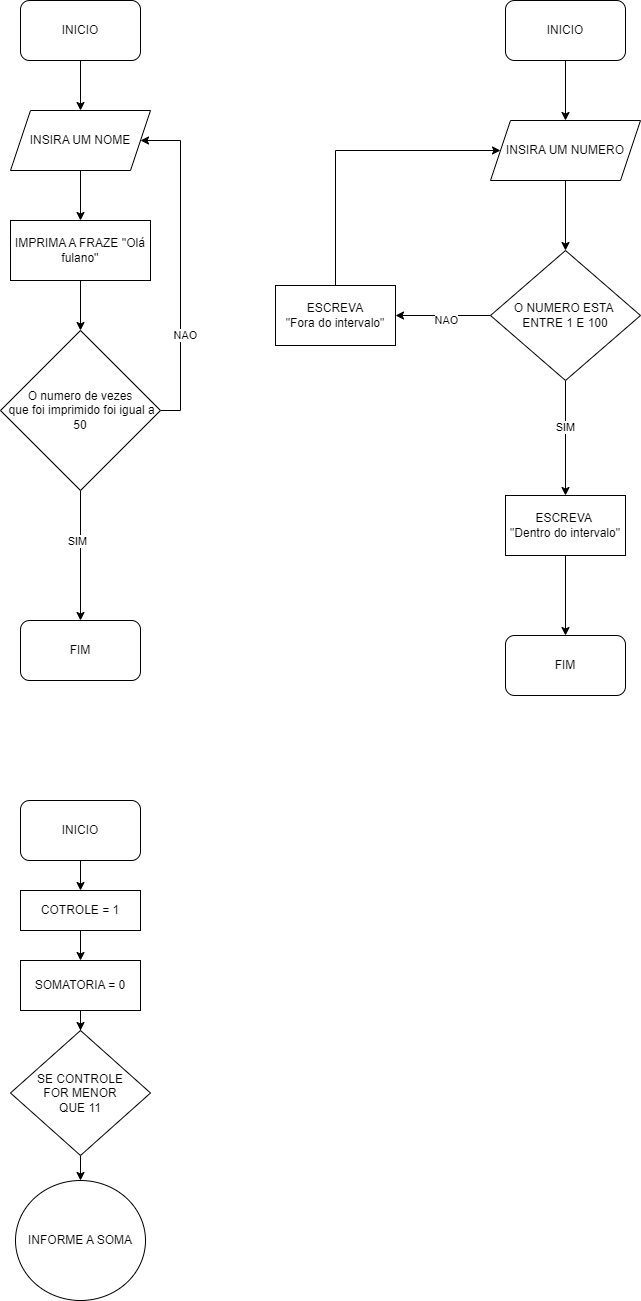 INICIO
INSIRA UM NOME
IMPRIMA A FRAZE "Olá
fulano"
NAO
O numero de vezes
que foi imprimido foi igual a
50
SIM
FIM
INICIO
INSIRA UM NUMERO
ESCREVA
"Fora do intervalo"
NAO
O NUMERO ESTA
ENTRE 1 E 100
SIM
ESCREVA
"Dentro do intervalo"
FIM
INICIO
COTROLE = 1
SOMATORIA = 0
SE CONTROLE
FOR MENOR
QUE 11
INFORME A SOMA